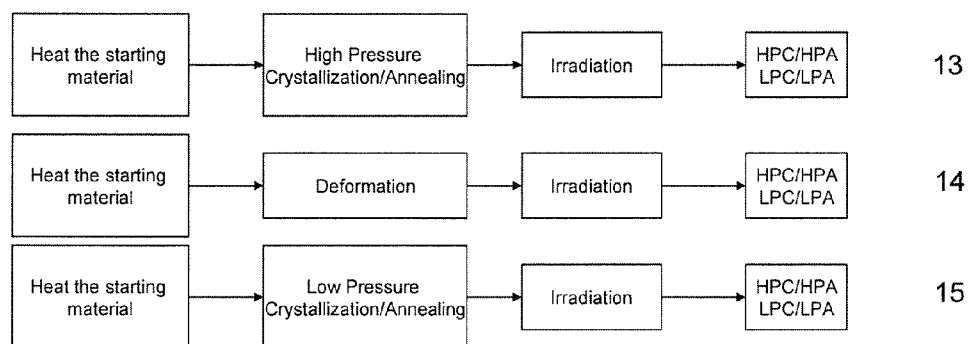 Heat the starting
material
High Pressure
Crystallization/Annealing
Irradiation
HPC/HPA
LPC/LPA
13
Heat the starting
material
Deformation
Irradiation
HPC/HPA
LPC/LPA
14
Heat the starting
material
Low Pressure
Crystallization/Annealing
Irradiation
HPC/HPA
LPC/LPA
15